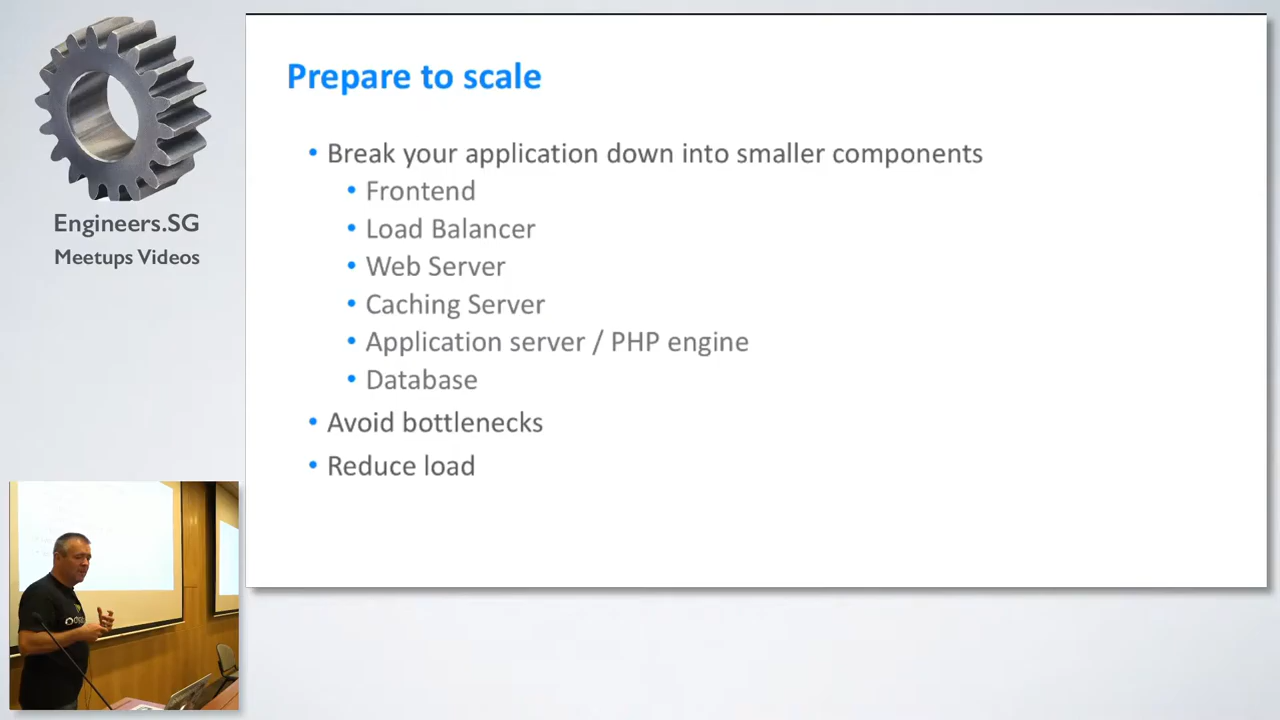 Engineers.SG
Meetups Videos
Prepare to scale
• Break your application down into smaller components
• Frontend
• Load Balancer
• Web Server
• Caching Server
• Application server / PHP engine
• Database
• Avoid bottlenecks
• Reduce load